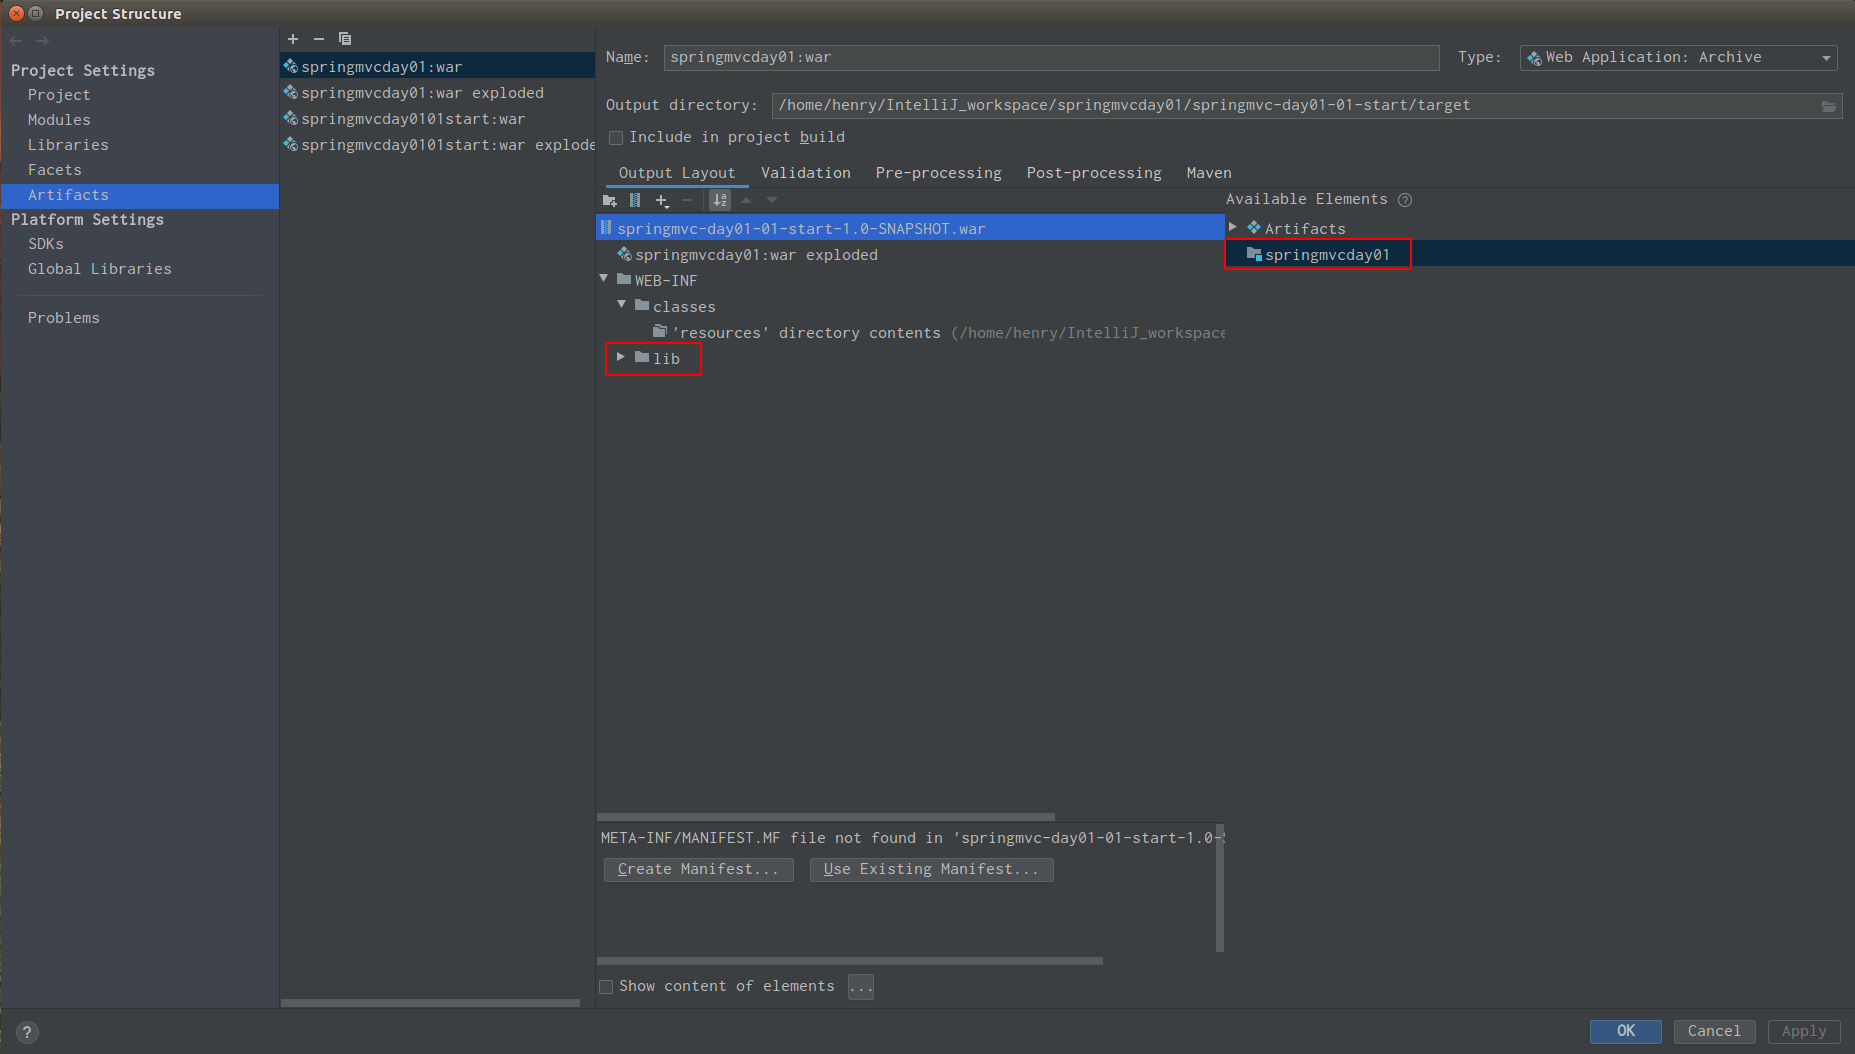 Project Structure
Project Settings
Project
Modules
Libraries
Facets
Artifacts
Platform Settings
SDKs
Global Libraries
Problems
springmvcday01:war
springmvcday01:war exploded
springmvcday0101start:war
springmvcday0101start:war explode
Name: springmvcday01:war Type: Web Application: Archive
Output directory: /home/henry/IntelliJ_workspace/springmvcday01/springmvc-day01-01-start/target
Include in project build
Output Layout Validation Pre-processing Post-processing Maven
Available Elements ?
springmvc-day01-01-start-1.0-SNAPSHOT.war
springmvcday01:war exploded
WEB-INF
classes
'resources' directory contents (/home/henry/IntelliJ_workspace
lib
Artifacts
springmvcday01
META-INF/MANIFEST.MF file not found in 'springmvc-day01-01-start-1.0-S
Create Manifest... Use Existing Manifest...
Show content of elements ...
? OK Cancel Apply